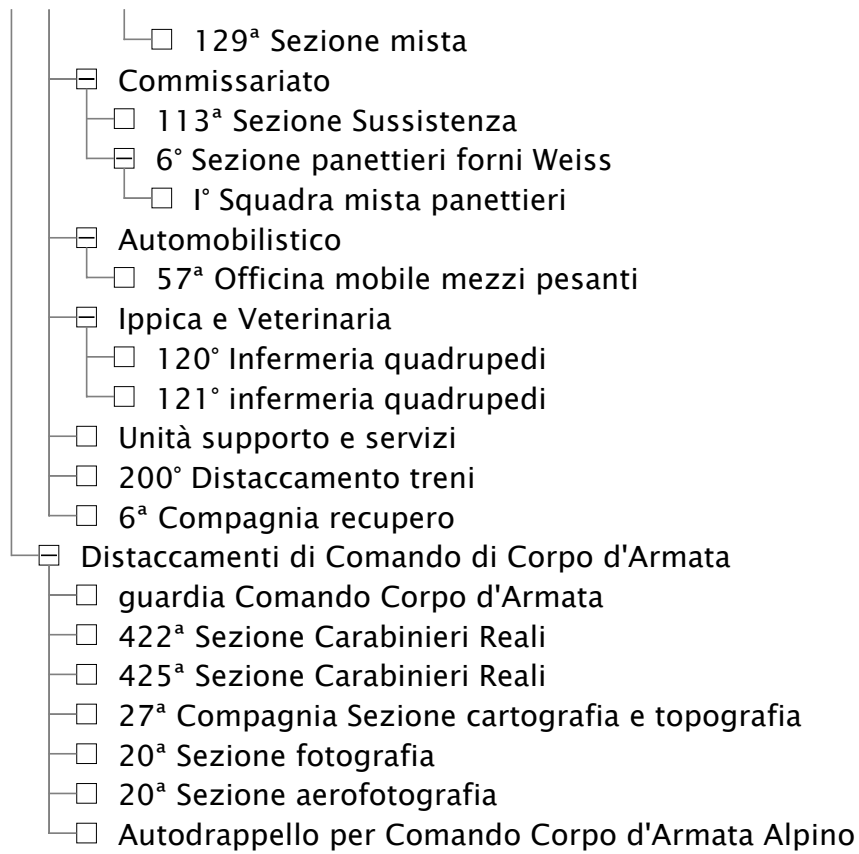 129ª Sezione mista
Commissariato
113ª Sezione Sussistenza
6° Sezione panettieri forni Weiss
I° Squadra mista panettieri
Automobilistico
57ª Officina mobile mezzi pesanti
Ippica e Veterinaria
120° Infermeria quadrupedi
121° infermeria quadrupedi
Unità supporto e servizi
200° Distaccamento treni
6ª Compagnia recupero
Distaccamenti di Comando di Corpo d'Armata
guardia Comando Corpo d'Armata
422ª Sezione Carabinieri Reali
425ª Sezione Carabinieri Reali
27ª Compagnia Sezione cartografia e topografia
20ª Sezione fotografia
20ª Sezione aerofotografia
Autodrappello per Comando Corpo d'Armata Alpino